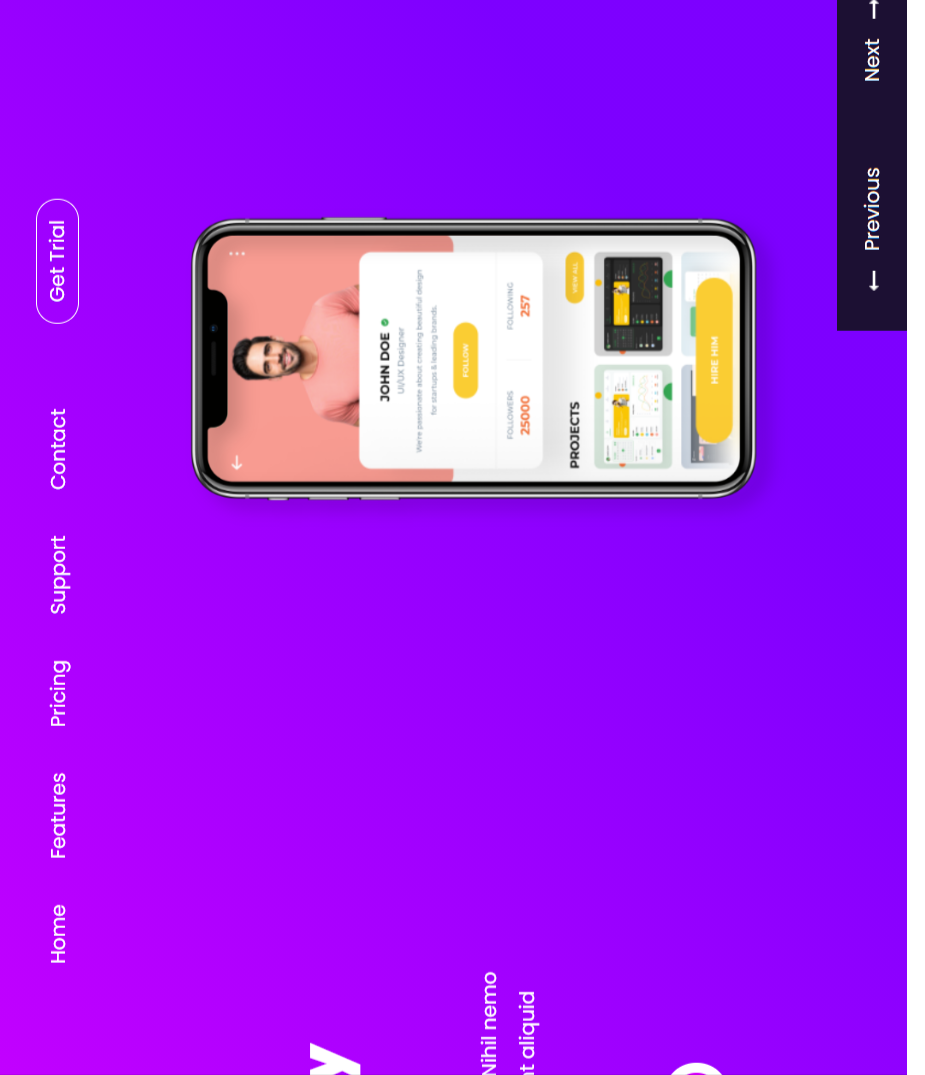 Home Features Pricing Support Contact Get Trial
JOHN DOE
UI/UX Designer
We're passionate about creating beautiful design
for startups & leading brands.
FOLLOW
FOLLOWERS FOLLOWING
25000 257
PROJECTS VIEW ALL
HIRE HIM
y
Nihil nemo
nt aliquid
← Previous Next →